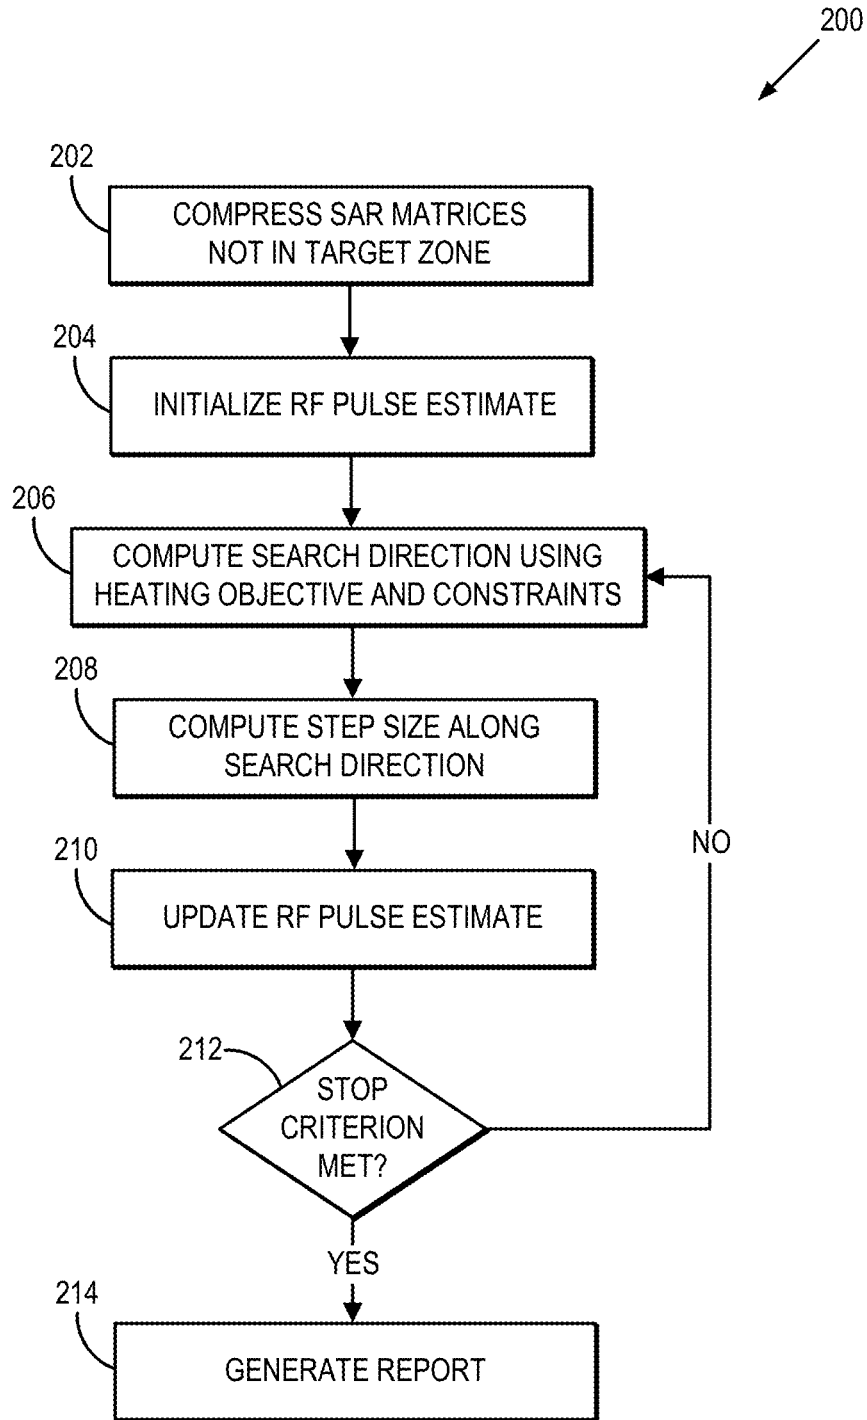 200
202
COMPRESS SAR MATRICES
NOT IN TARGET ZONE
204
INITIALIZE RF PULSE ESTIMATE
206
COMPUTE SEARCH DIRECTION USING
HEATING OBJECTIVE AND CONSTRAINTS
208
COMPUTE STEP SIZE ALONG
SEARCH DIRECTION
NO
210
UPDATE RF PULSE ESTIMATE
212
STOP
CRITERION
MET?
YES
214
GENERATE REPORT